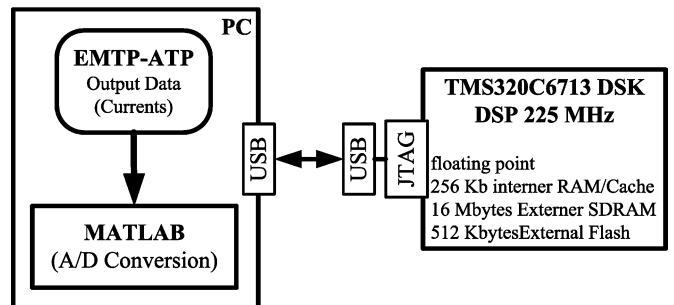 PC
EMTP-ATP
Output Data
(Currents)
MATLAB
(A/D Conversion)
USB
USB
JTAG
TMS320C6713 DSK
DSP 225 MHz
floating point
256 Kb interner RAM/Cache
16 Mbytes Externer SDRAM
512 KbytesExternal Flash